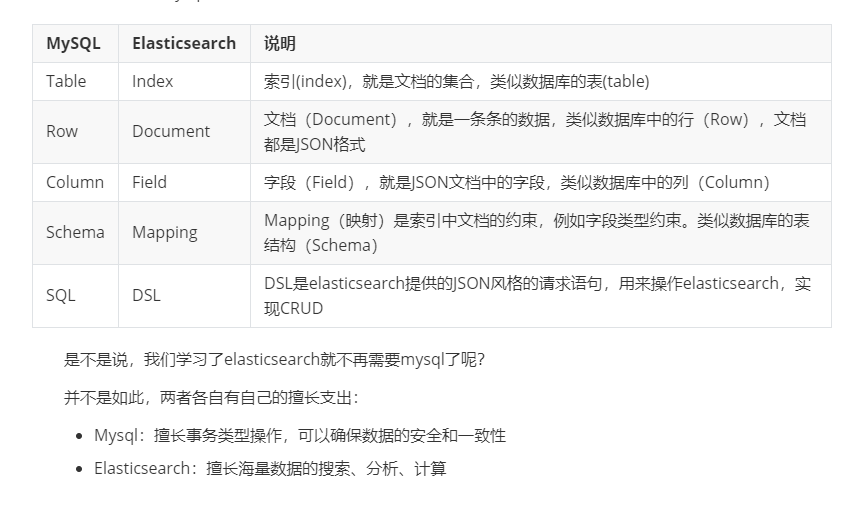 MySQL Elasticsearch 说明
Table Index 索引(index)，就是文档的集合，类似数据库的表(table)
Row Document 文档（Document），就是一条条的数据，类似数据库中的行（Row），文档
都是JSON格式
Column Field 字段（Field），就是JSON文档中的字段，类似数据库中的列（Column）
Schema Mapping Mapping（映射）是索引中文档的约束，例如字段类型约束。类似数据库的表
结构（Schema）
SQL DSL DSL是elasticsearch提供的JSON风格的请求语句，用来操作elasticsearch，实
现CRUD
是不是说，我们学习了elasticsearch就不再需要mysql了呢？
并不是如此，两者各自有自己的擅长支出：
• Mysql：擅长事务类型操作，可以确保数据的安全和一致性
• Elasticsearch：擅长海量数据的搜索、分析、计算